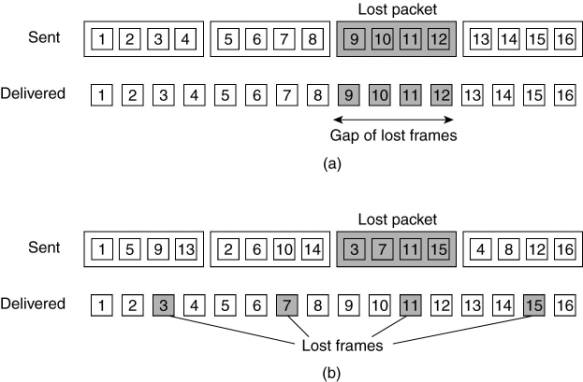 Lost packet
Sent 1 2 3 4 5 6 7 8 9 10 11 12 13 14 15 16
Delivered 1 2 3 4 5 6 7 8 9 10 11 12 13 14 15 16
Gap of lost frames
(a)
Lost packet
Sent 1 5 9 13 2 6 10 14 3 7 11 15 4 8 12 16
Delivered 1 2 3 4 5 6 7 8 9 10 11 12 13 14 15 16
Lost frames
(b)